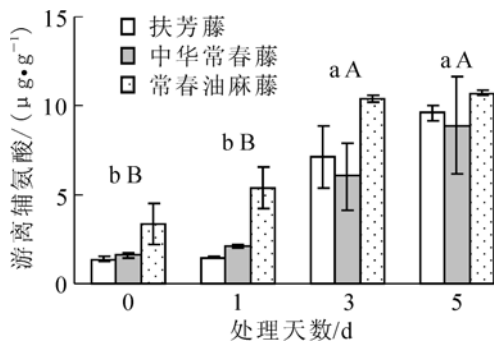 15
10
5
0
游离辅氨酸/(μg•g⁻¹)
扶芳藤
中华常春藤
常春油麻藤
b B
b B
a A
a A
0 1 3 5
处理天数/d